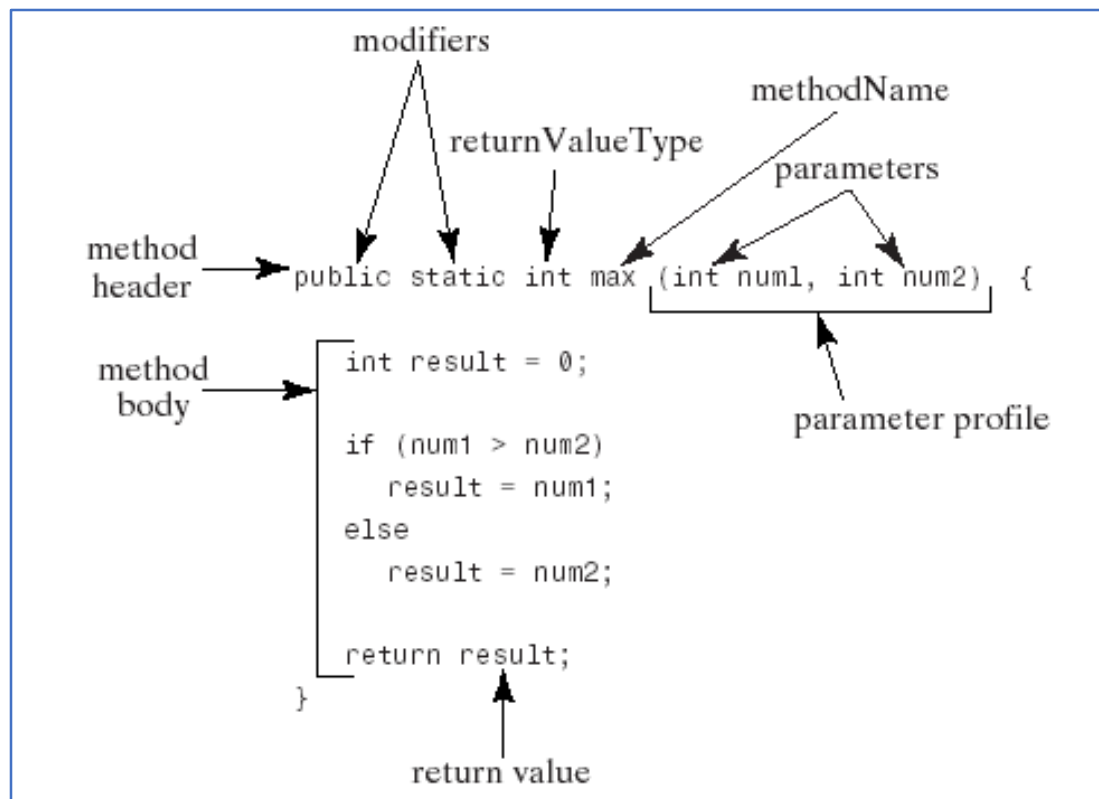 modifiers
methodName
returnValueType
parameters
method
header
public static int max (int num1, int num2) {
method
body
int result = 0;
parameter profile
if (num1 > num2)
result = num1;
else
result = num2;
return result;
}
return value